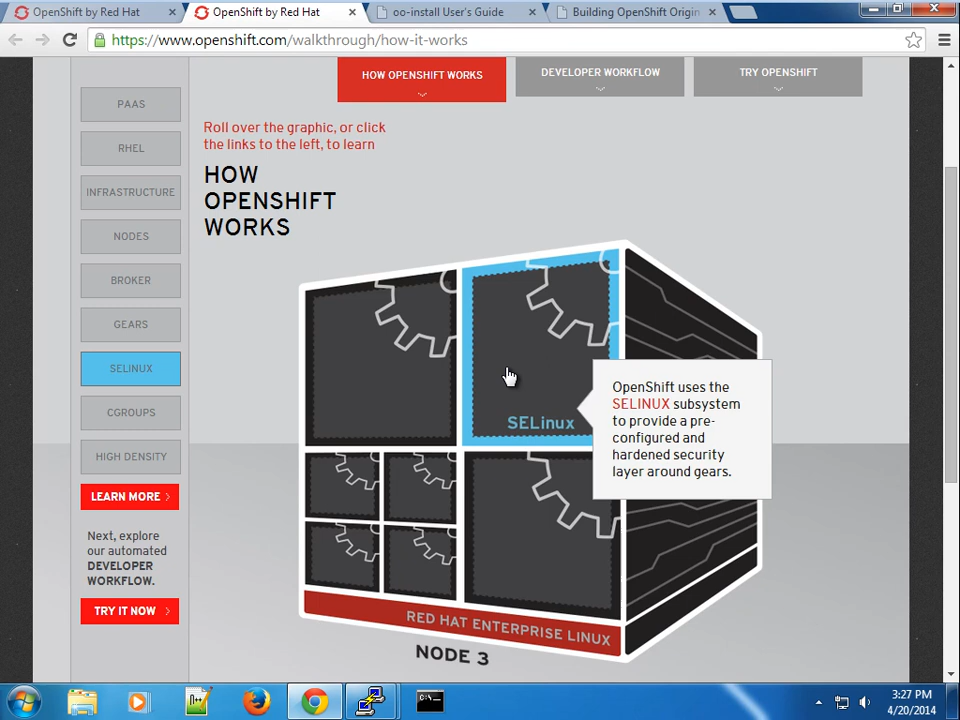 OpenShift by Red Hat
OpenShift by Red Hat
oo-install User's Guide
Building OpenShift Origin
https://www.openshift.com/walkthrough/how-it-works
HOW OPENSHIFT WORKS
DEVELOPER WORKFLOW
TRY OPENSHIFT
PAAS
RHEL
INFRASTRUCTURE
NODES
BROKER
GEARS
SELINUX
CGROUPS
HIGH DENSITY
LEARN MORE
Next, explore
our automated
DEVELOPER
WORKFLOW.
TRY IT NOW
Roll over the graphic, or click
the links to the left, to learn
HOW
OPENSHIFT
WORKS
SELinux
OpenShift uses the
SELINUX subsystem
to provide a pre-
configured and
hardened security
layer around gears.
RED HAT ENTERPRISE LINUX
NODE 3
3:27 PM
4/20/2014